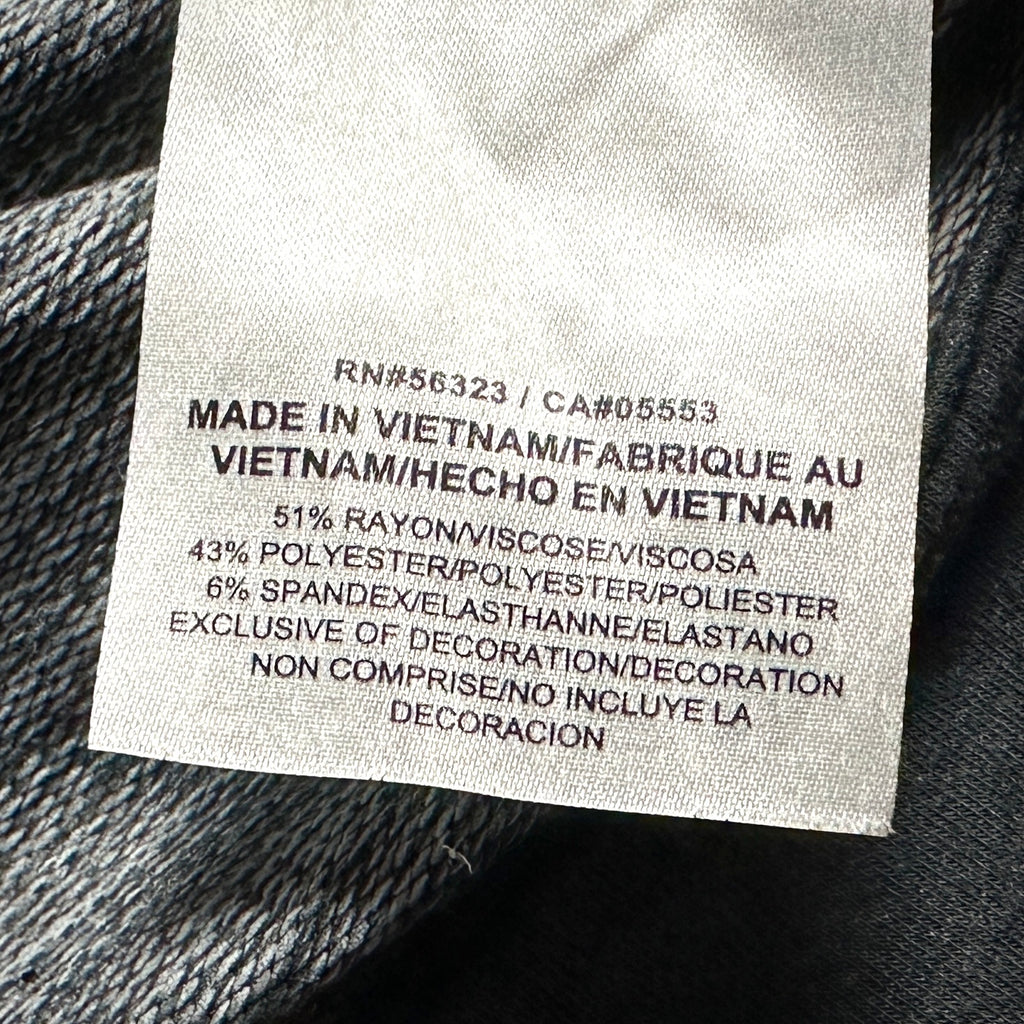 RN#56323 / CA#05553
MADE IN VIETNAM/FABRIQUE AU
VIETNAM/HECHO EN VIETNAM
51% RAYON/VISCOSE/VISCOSA
43% POLYESTER/POLYESTER/POLIESTER
6% SPANDEX/ELASTHANNE/ELASTANO
EXCLUSIVE OF DECORATION/DECORATION
NON COMPRISE/NO INCLUYE LA
DECORACION